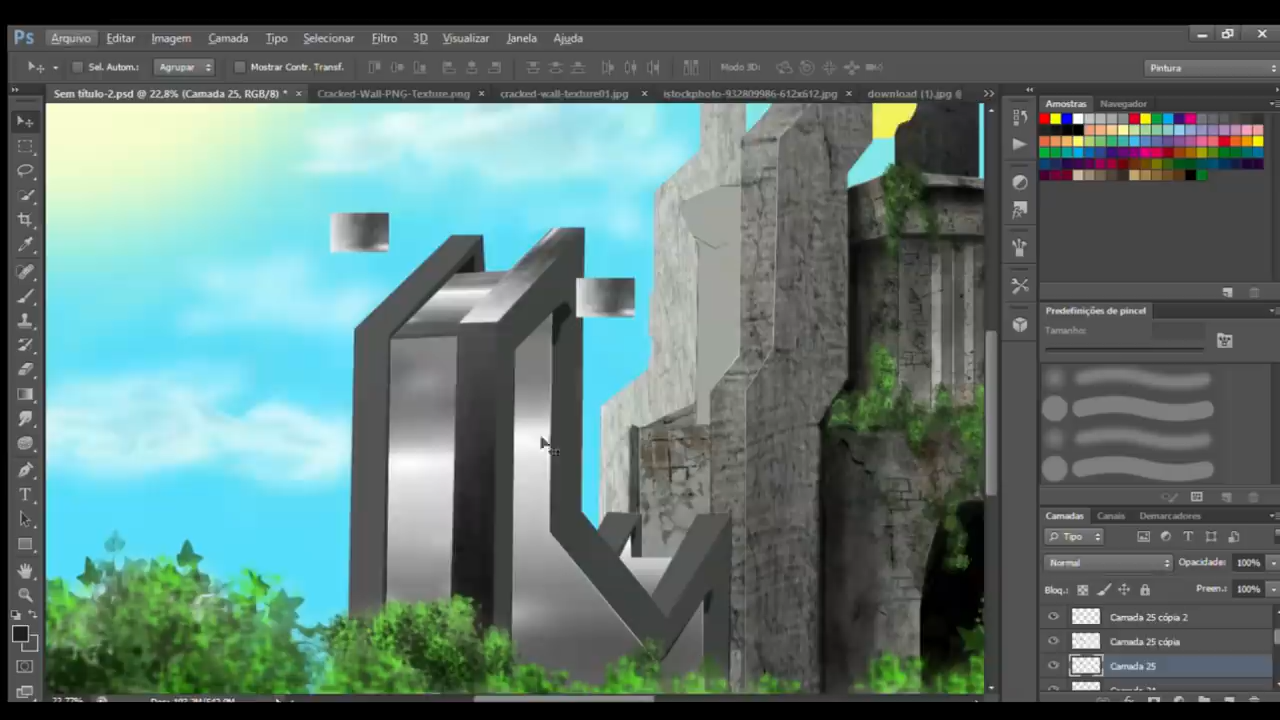 Ps Arquivo Editar Imagem Camada Tipo Selecionar Filtro 3D Visualizar Janela Ajuda
Sel. Autom.: Agrupar Mostrar Contr. Transf. Modo 3D: Pintura
Sem título-2.psd @ 22,8% (Camada 25, RGB/8) * × Cracked-Wall-PNG-Texture.png × cracked-wall-texture01.jpg × istockphoto-932809986-612x612.jpg × download (1).jpg @
Amostras Navegador
Predefinições de pincel
Tamanho:
Camadas Canais Demarcadores
Tipo
Normal Opacidade: 100%
Bloq.: Preen.: 100%
Camada 25 cópia 2
Camada 25 cópia
Camada 25